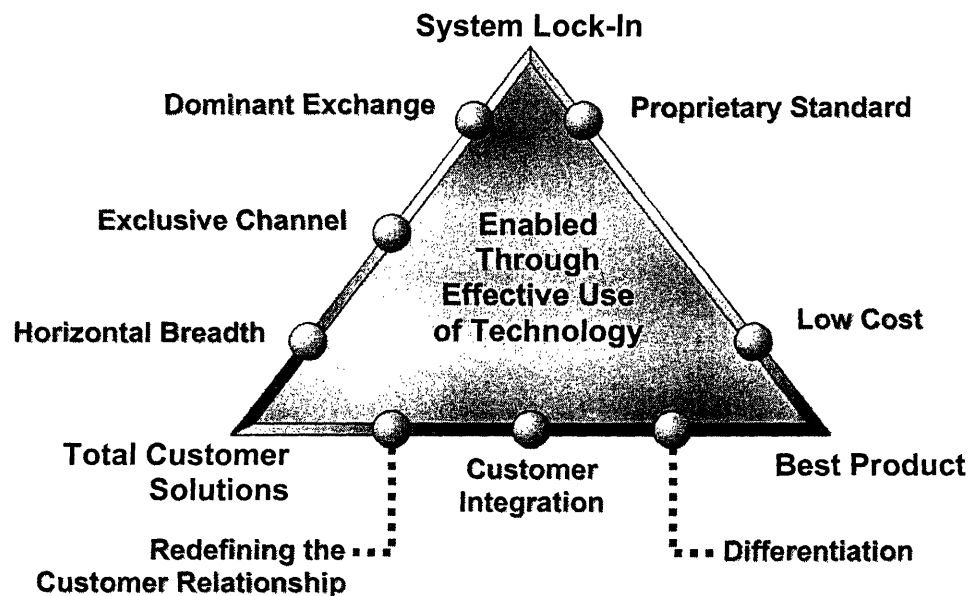 System Lock-In
Dominant Exchange
Proprietary Standard
Exclusive Channel
Enabled
Through
Effective Use
of Technology
Horizontal Breadth
Low Cost
Total Customer
Solutions
Customer
Integration
Best Product
Redefining the
Customer Relationship
Differentiation